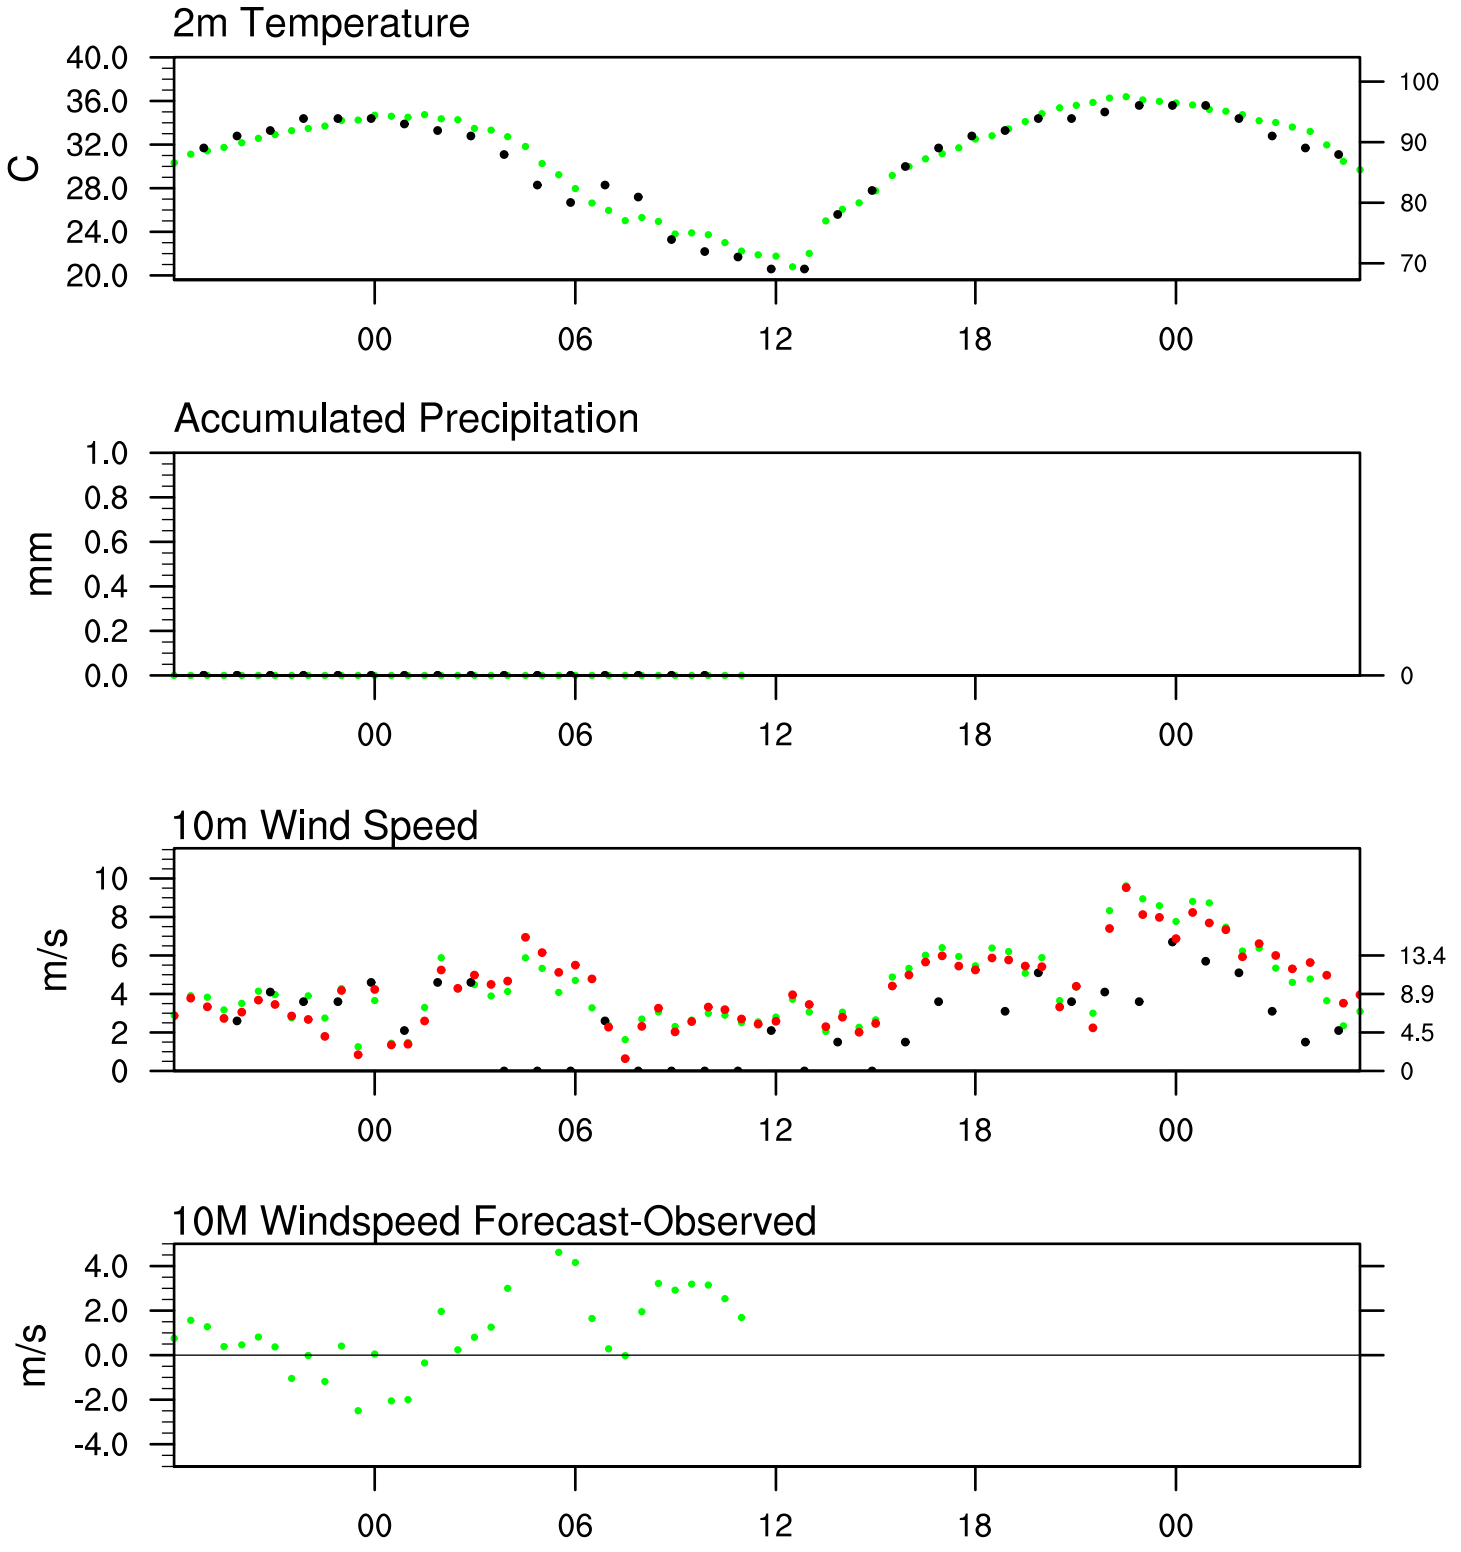 2m Temperature
40.0
36.0
32.0
28.0
24.0
20.0
C
100
90
80
70
00 06 12 18 00
Accumulated Precipitation
1.0
0.8
0.6
0.4
0.2
0.0
mm
0
00 06 12 18 00
10m Wind Speed
10
8
6
4
2
0
m/s
13.4
8.9
4.5
0
00 06 12 18 00
10M Windspeed Forecast-Observed
4.0
2.0
0.0
-2.0
-4.0
m/s
00 06 12 18 00